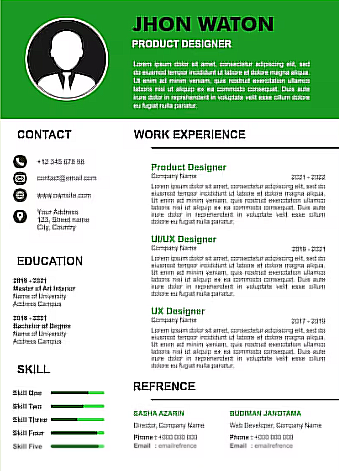 JHON WATON
PRODUCT DESIGNER
Lorem ipsum dolor sit amet, consectetur adipiscing elit, sed
do eiusmod tempor incididunt ut labore et dolore magna aliqua.
enim ad minim veniam, quis nostrud exercitation ullamco
laboris nisi ut aliquip ex ea commodo consequat. Duis aute
irure dolor in reprehenderit in voluptate velit esse cillum dolore
eu fugiat nulla pariatur.
CONTACT
+12 345 678 98
contact@email.com
Your Address
123, Street name
City, Country
EDUCATION
2016 - 2021
Name of University
Address Campus
2016 - 2021
Bachelor of Degree
Name of University
Address Campus
SKILL
Skill One
Skill Two
Skill Three
Skill Four
Skill Five
WORK EXPERIENCE
Product Designer
Company Name
2021 - 2022
Lorem ipsum dolor sit amet, consectetur adipiscing elit, sed do
eiusmod tempor incididunt ut labore et dolore magna aliqua.
enim ad minim veniam, quis nostrud exercitation ullamco
laboris nisi ut aliquip ex ea commodo consequat. Duis aute
irure dolor in reprehenderit in voluptate velit esse cillum
dolore eu fugiat nulla pariatur.
UI/UX Designer
Company Name
2019 - 2021
Lorem ipsum dolor sit amet, consectetur adipiscing elit, sed do
eiusmod tempor incididunt ut labore et dolore magna aliqua.
enim ad minim veniam, quis nostrud exercitation ullamco
laboris nisi ut aliquip ex ea commodo consequat. Duis aute
irure dolor in reprehenderit in voluptate velit esse cillum
dolore eu fugiat nulla pariatur.
UX Designer
Company Name
2017 - 2019
Lorem ipsum dolor sit amet, consectetur adipiscing elit, sed do
eiusmod tempor incididunt ut labore et dolore magna aliqua.
enim ad minim veniam, quis nostrud exercitation ullamco
laboris nisi ut aliquip ex ea commodo consequat. Duis aute
irure dolor in reprehenderit in voluptate velit esse cillum
dolore eu fugiat nulla pariatur.
REFRENCE
SASHA AZARIN
Director, Company Name
Phone : +000 000 000
Email : emailrefrence
BUDIMAN JANDTAMA
Web Developer, Company Name
Phone : +000 000 000
Email : emailrefrence